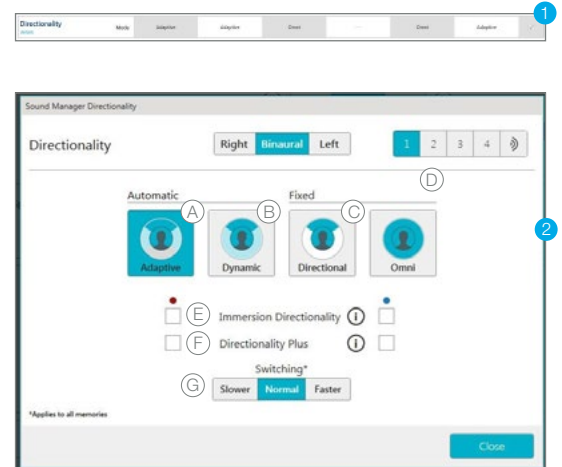 1
Directionality Mode Adaptive Adaptive Omni --- Omni Adaptive
Sound Manager Directionality
Directionality Right Binaural Left 1 2 3 4
D
Automatic Fixed
A B C
2
Adaptive Dynamic Directional Omni
E Immersion Directionality i
F Directionality Plus i
Switching*
G Slower Normal Faster
*Applies to all memories
Close